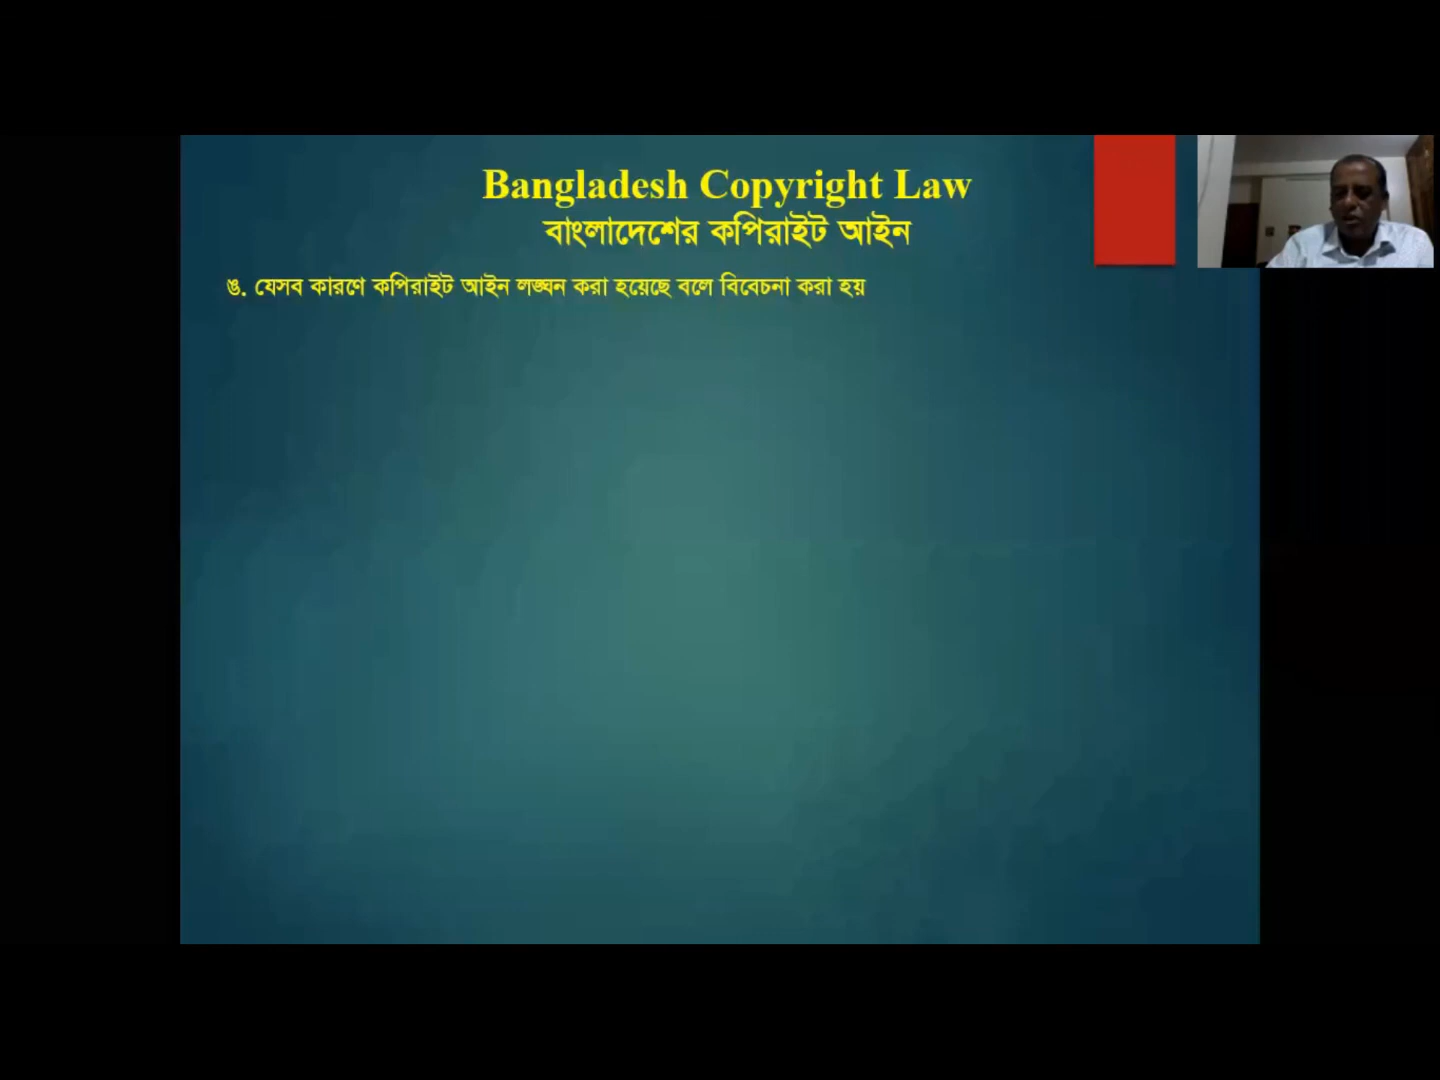 Bangladesh Copyright Law
বাংলাদেশের কপিরাইট আইন
ঙ. যেসব কারণে কপিরাইট আইন লঙ্ঘন করা হয়েছে বলে বিবেচনা করা হয়